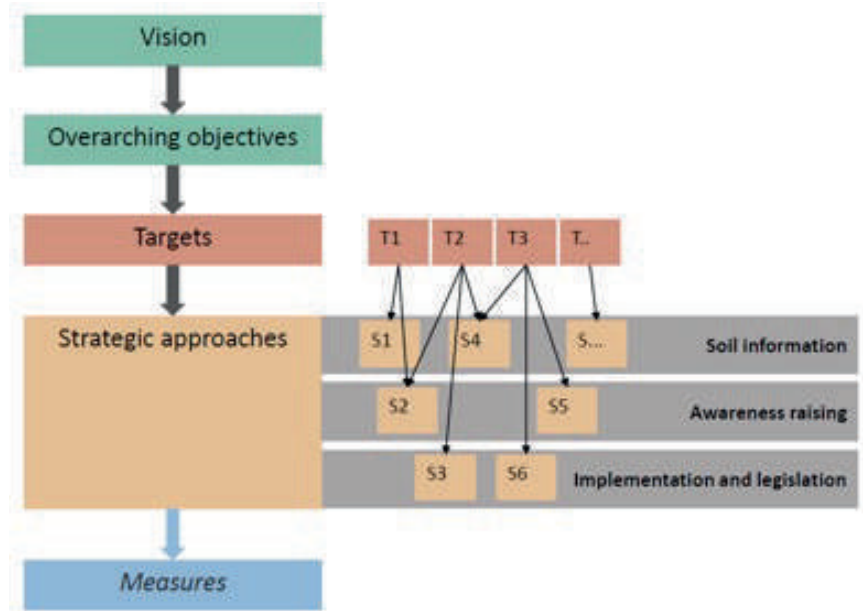 Vision
Overarching objectives
Targets
T1 T2 T3 T..
Strategic approaches
S1 S4 S... Soil information
S2 S5 Awareness raising
S3 S6 Implementation and legislation
Measures